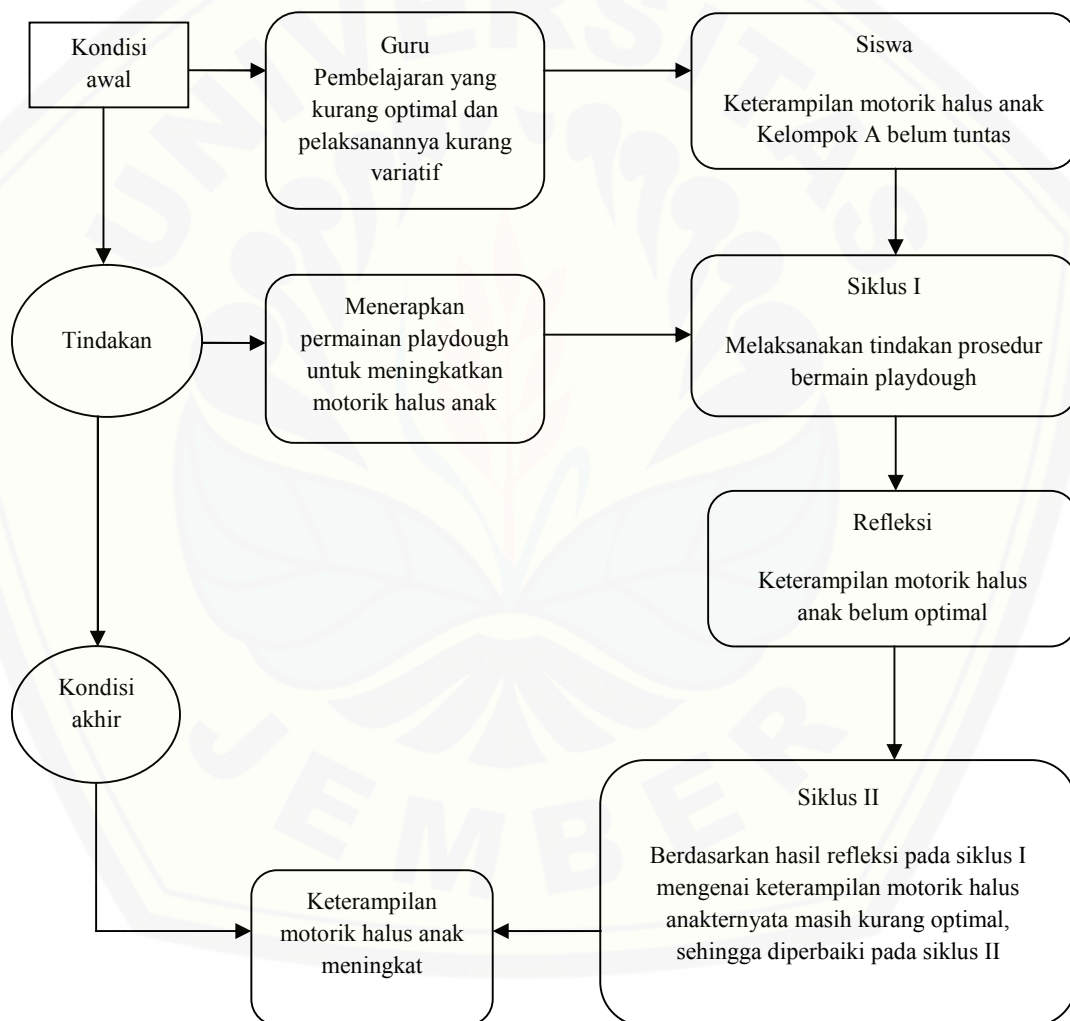 Kondisi
awal
Guru
Pembelajaran yang
kurang optimal dan
pelaksanannya kurang
variatif
Siswa
Keterampilan motorik halus anak
Kelompok A belum tuntas
Tindakan
Menerapkan
permainan playdough
untuk meningkatkan
motorik halus anak
Siklus I
Melaksanakan tindakan prosedur
bermain playdough
Refleksi
Keterampilan motorik halus
anak belum optimal
Kondisi
akhir
Siklus II
Berdasarkan hasil refleksi pada siklus I
mengenai keterampilan motorik halus
anakternyata masih kurang optimal,
sehingga diperbaiki pada siklus II
Keterampilan
motorik halus anak
meningkat
UNIVERSITAS
JEMBER